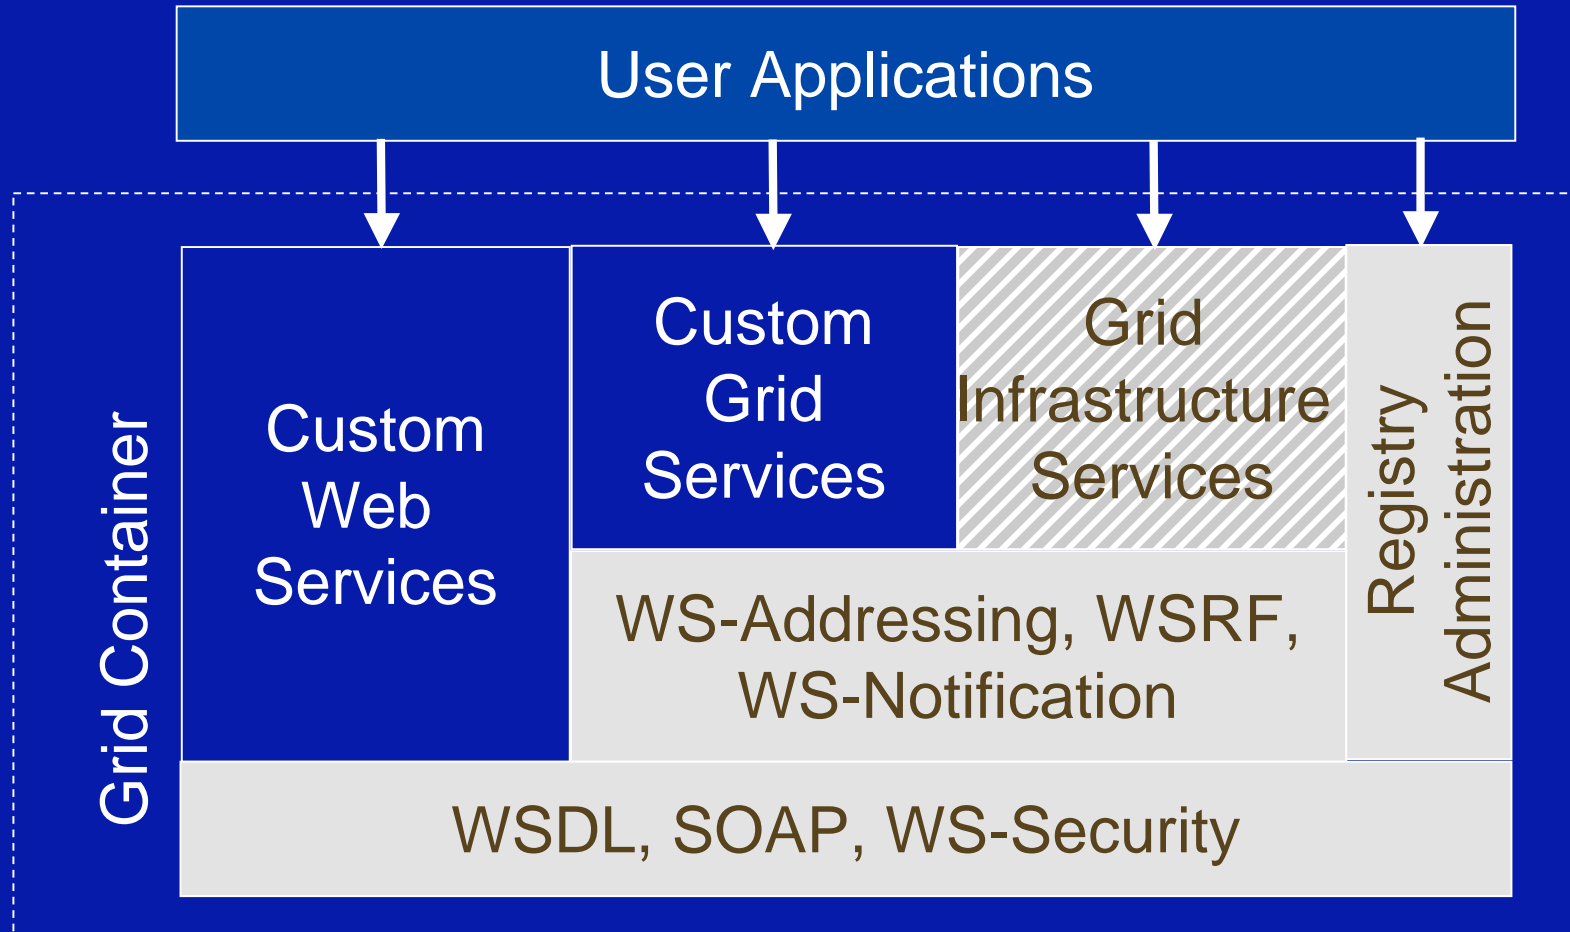 User Applications
Grid Container
Custom
Web
Services
Custom
Grid
Services
Grid
Infrastructure
Services
Registry
Administration
WS-Addressing, WSRF,
WS-Notification
WSDL, SOAP, WS-Security